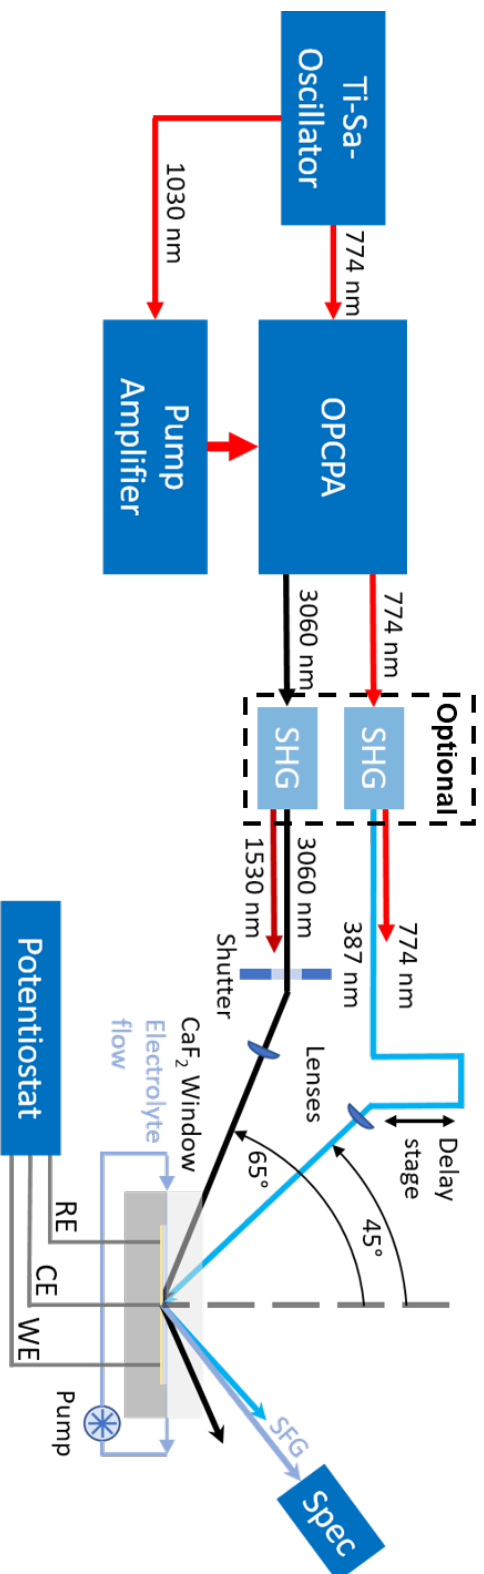 Ti-Sa-
Oscillator
774 nm
1030 nm
OPCPA
Pump
Amplifier
774 nm
3060 nm
Optional
SHG
SHG
774 nm
387 nm
3060 nm
1530 nm
Shutter
Lenses
Delay
stage
45°
65°
CaF₂ Window
Electrolyte
flow
Potentiostat
RE
CE
WE
Pump
SFG
Spec